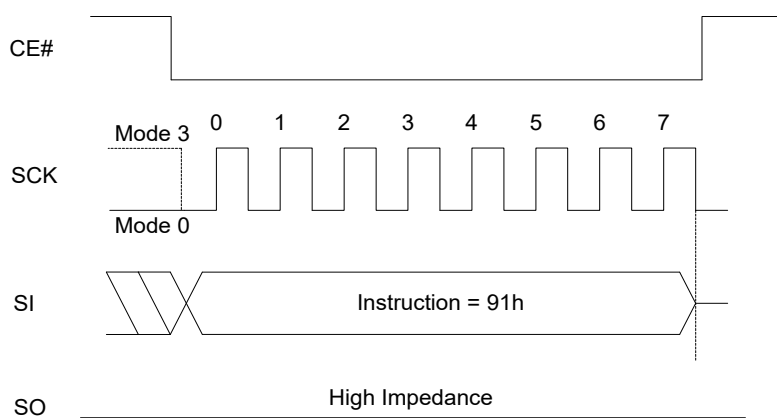 CE#
Mode 3
0 1 2 3 4 5 6 7
SCK
Mode 0
SI
Instruction = 91h
SO
High Impedance